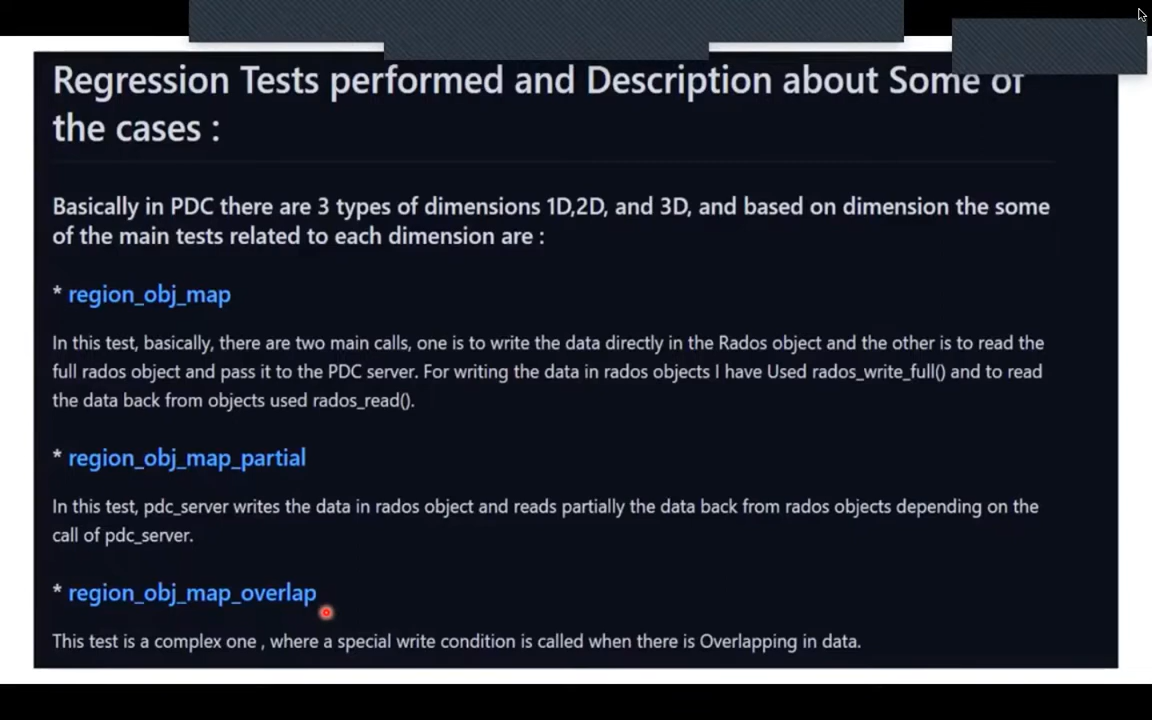 Regression Tests performed and Description about Some of
the cases :
Basically in PDC there are 3 types of dimensions 1D,2D, and 3D, and based on dimension the some
of the main tests related to each dimension are :
* region_obj_map
In this test, basically, there are two main calls, one is to write the data directly in the Rados object and the other is to read the
full rados object and pass it to the PDC server. For writing the data in rados objects I have Used rados_write_full() and to read
the data back from objects used rados_read().
* region_obj_map_partial
In this test, pdc_server writes the data in rados object and reads partially the data back from rados objects depending on the
call of pdc_server.
* region_obj_map_overlap
This test is a complex one , where a special write condition is called when there is Overlapping in data.